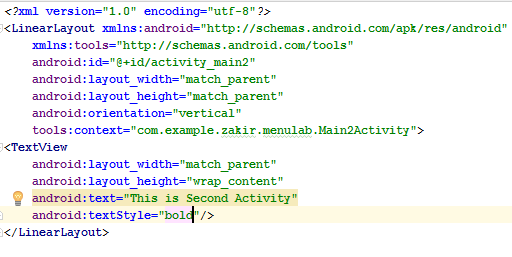 <?xml version="1.0" encoding="utf-8"?>
<LinearLayout xmlns:android="http://schemas.android.com/apk/res/android"
xmlns:tools="http://schemas.android.com/tools"
android:id="@+id/activity_main2"
android:layout_width="match_parent"
android:layout_height="match_parent"
android:orientation="vertical"
tools:context="com.example.zakir.menulab.Main2Activity">
<TextView
android:layout_width="match_parent"
android:layout_height="wrap_content"
android:text="This is Second Activity"
android:textStyle="bold"/>
</LinearLayout>